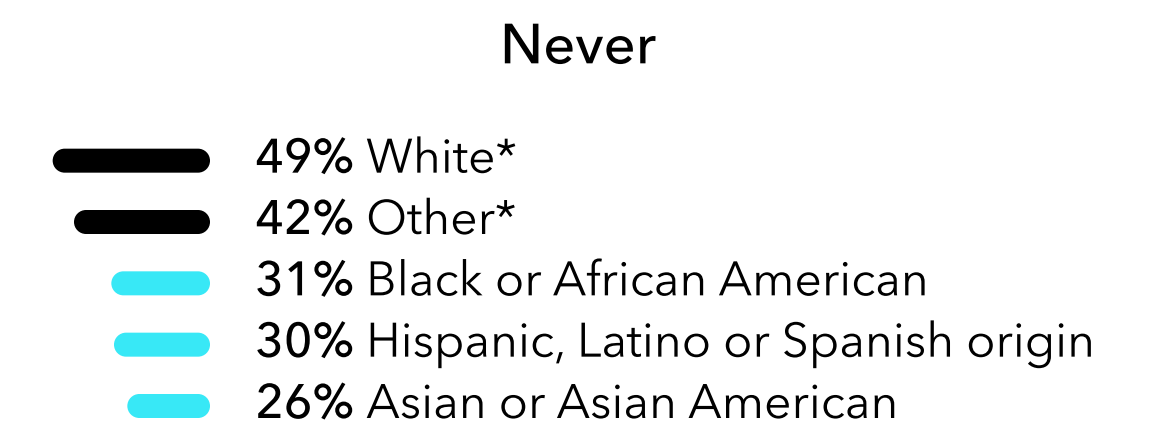 Never
49% White*
42% Other*
31% Black or African American
30% Hispanic, Latino or Spanish origin
26% Asian or Asian American